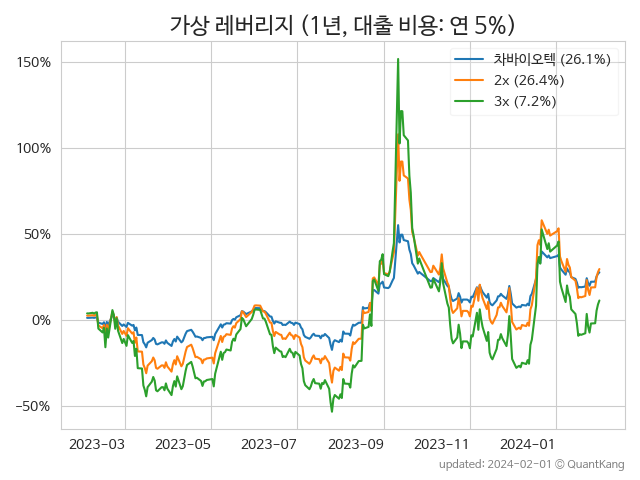 가상 레버리지 (1년, 대출 비용: 연 5%)
차바이오텍 (26.1%)
2x (26.4%)
3x (7.2%)
150%
100%
50%
0%
−50%
2023-03
2023-05
2023-07
2023-09
2023-11
2024-01
updated: 2024-02-01 © QuantKang